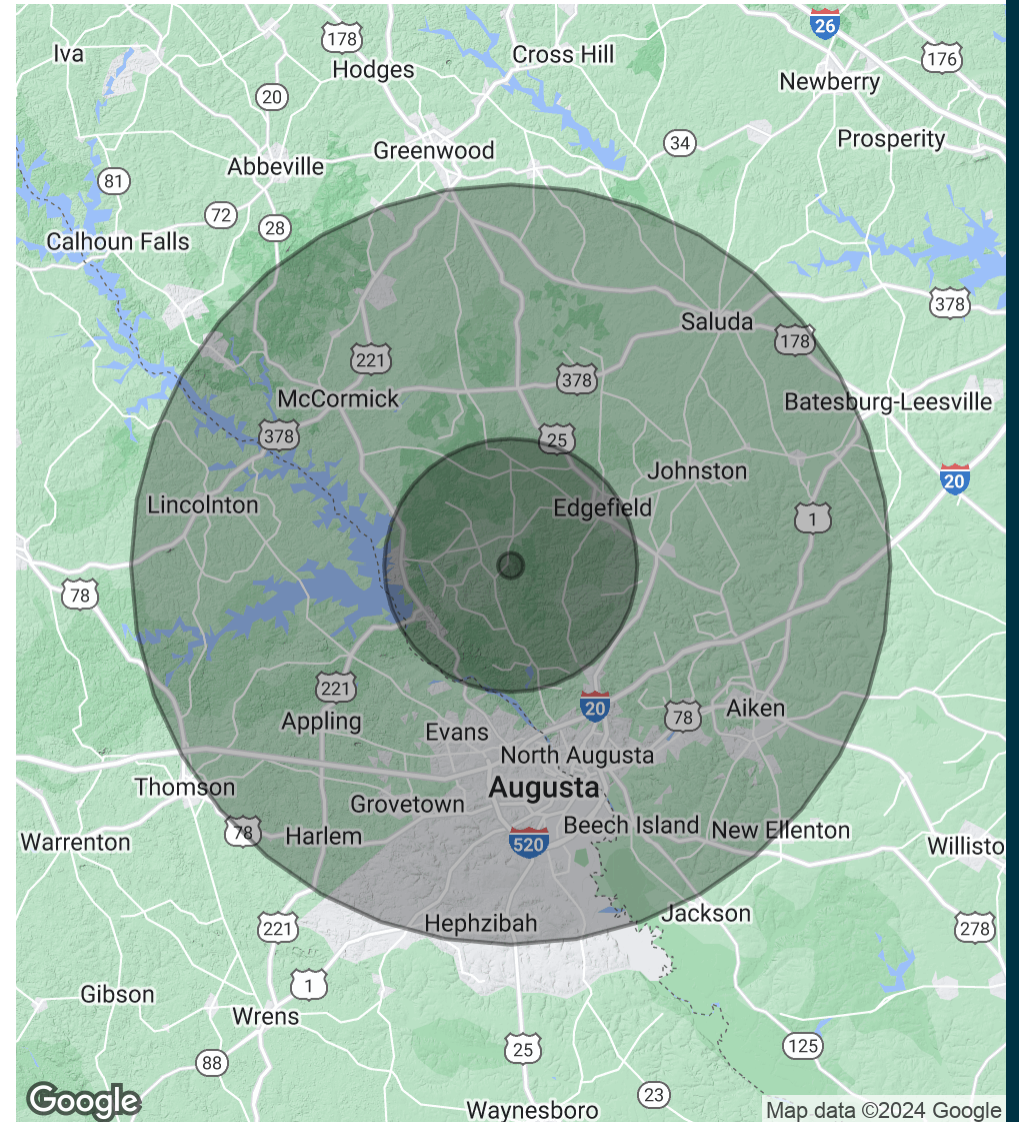 26
178
Iva
Cross Hill
176
Hodges
Newberry
20
Prosperity
34
Greenwood
Abbeville
81
72
28
Calhoun Falls
378
Saluda
178
221
378
McCormick
Batesburg-Leesville
378
25
Johnston
20
Lincolnton
Edgefield
1
78
221
20
78
Aiken
Appling
Evans
North Augusta
Thomson
Augusta
Grovetown
78
Harlem
Beech Island
New Ellenton
Warrenton
520
Willisto
Jackson
Hephzibah
221
278
1
Gibson
Wrens
88
25
125
23
Google
Waynesboro
Map data ©2024 Google